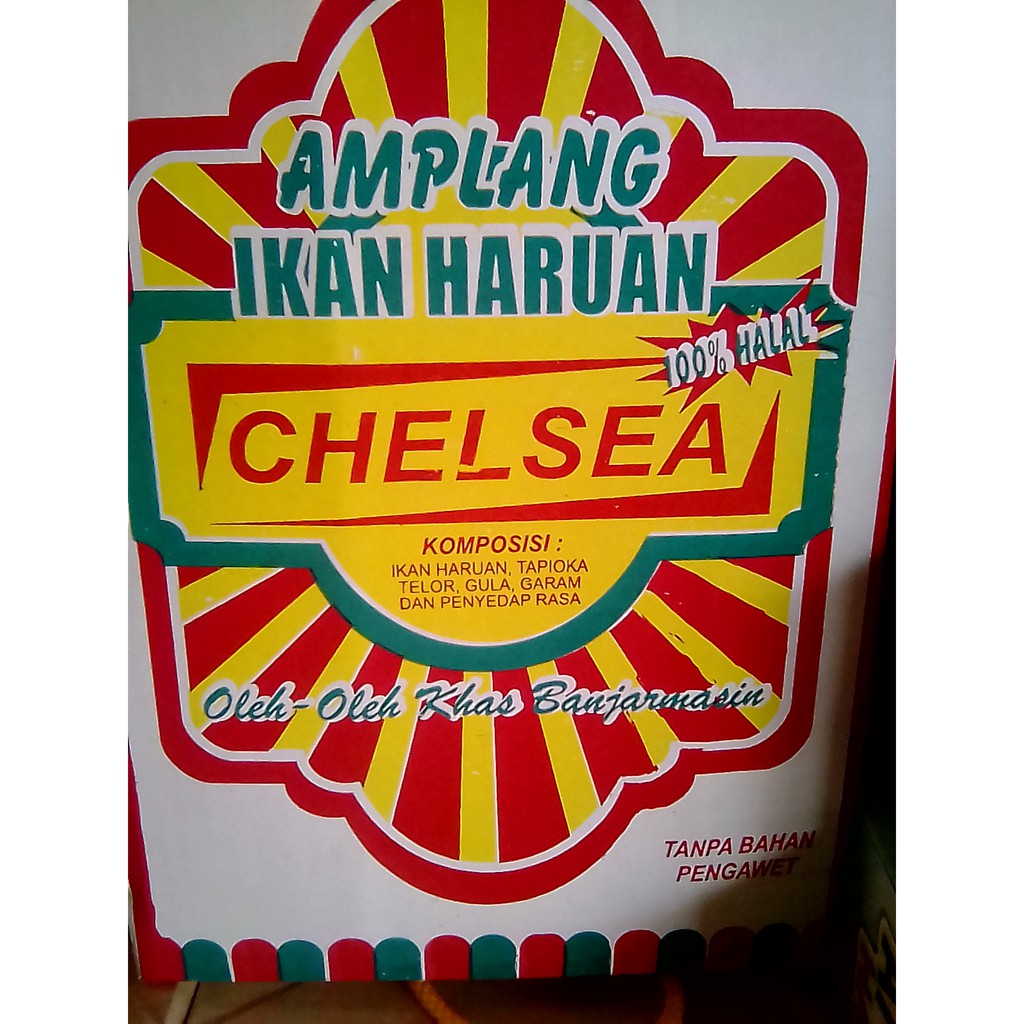 AMPLANG
IKAN HARUAN
100% HALAL
CHELSEA
KOMPOSISI :
IKAN HARUAN, TAPIOKA
TELOR, GULA, GARAM
DAN PENYEDAP RASA
Oleh-Oleh Khas Banjarmasin
TANPA BAHAN
PENGAWET